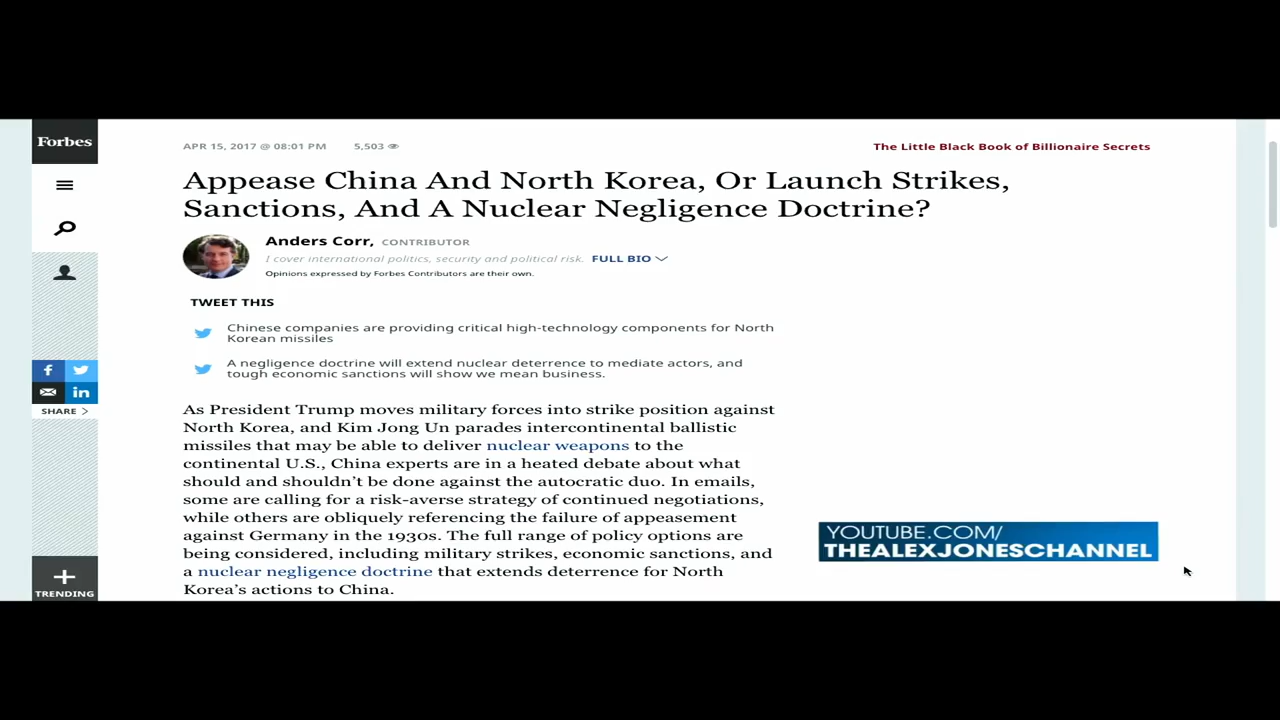 Forbes
APR 15, 2017 @ 08:01 PM 5,503
The Little Black Book of Billionaire Secrets
Appease China And North Korea, Or Launch Strikes,
Sanctions, And A Nuclear Negligence Doctrine?
Anders Corr, CONTRIBUTOR
I cover international politics, security and political risk. FULL BIO
Opinions expressed by Forbes Contributors are their own.
TWEET THIS
Chinese companies are providing critical high-technology components for North
Korean missiles
A negligence doctrine will extend nuclear deterrence to mediate actors, and
tough economic sanctions will show we mean business.
SHARE >
As President Trump moves military forces into strike position against
North Korea, and Kim Jong Un parades intercontinental ballistic
missiles that may be able to deliver nuclear weapons to the
continental U.S., China experts are in a heated debate about what
should and shouldn't be done against the autocratic duo. In emails,
some are calling for a risk-averse strategy of continued negotiations,
while others are obliquely referencing the failure of appeasement
against Germany in the 1930s. The full range of policy options are
being considered, including military strikes, economic sanctions, and
a nuclear negligence doctrine that extends deterrence for North
Korea's actions to China.
YOUTUBE.COM/
THEALEXJONESCHANNEL
TRENDING